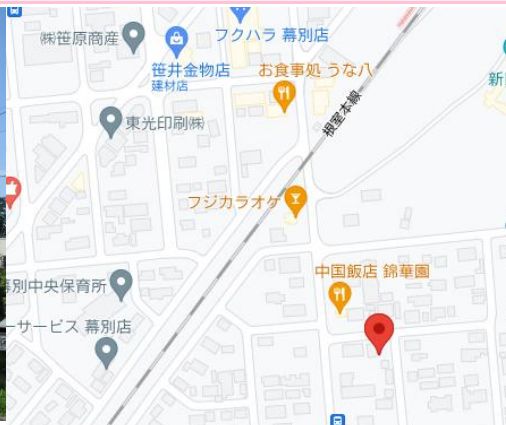 ㈱笹原商産
フクハラ 幕別店
笹井金物店
建材店
お食事処 うな八
新
東光印刷㈱
根室本線
フジカラオケ
幕別中央保育所
中国飯店 錦華園
ーサービス 幕別店